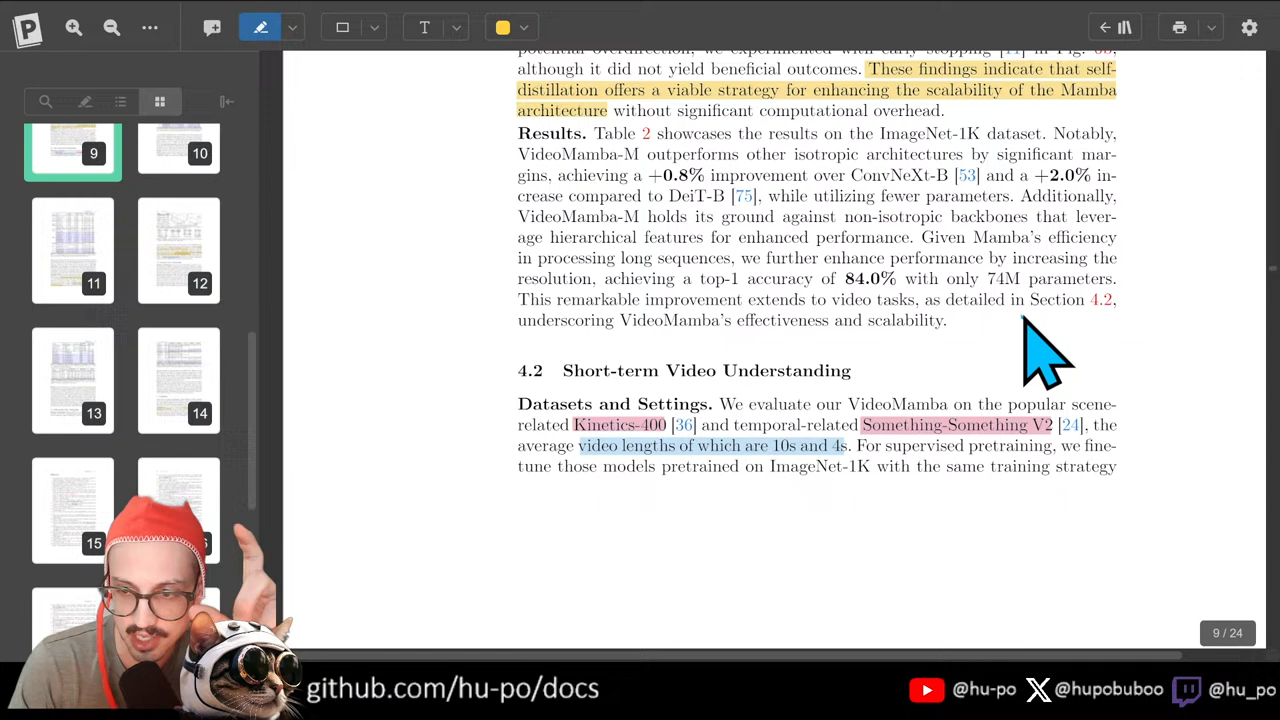 P
T
9
10
11
12
13
14
15
potential overdirection, we experimented with early stopping
although it did not yield beneficial outcomes. These findings indicate that self-
distillation offers a viable strategy for enhancing the scalability of the Mamba
architecture without significant computational overhead.
Results. Table 2 showcases the results on the ImageNet-1K dataset. Notably,
VideoMamba-M outperforms other isotropic architectures by significant mar-
gins, achieving a +0.8% improvement over ConvNeXt-B [53] and a +2.0% in-
crease compared to DeiT-B [75], while utilizing fewer parameters. Additionally,
VideoMamba-M holds its ground against non-isotropic backbones that lever-
age hierarchical features for enhanced performance. Given Mamba's efficiency
in processing long sequences, we further enhance performance by increasing the
resolution, achieving a top-1 accuracy of 84.0% with only 74M parameters.
This remarkable improvement extends to video tasks, as detailed in Section 4.2,
underscoring VideoMamba's effectiveness and scalability.
4.2 Short-term Video Understanding
Datasets and Settings. We evaluate our VideoMamba on the popular scene-
related Kinetics-400 [36] and temporal-related Something-Something V2 [24], the
average video lengths of which are 10s and 4s. For supervised pretraining, we fine-
tune those models pretrained on ImageNet-1K with the same training strategy
9 / 24
github.com/hu-po/docs
@hu-po
@hupobuboo
@hu_po